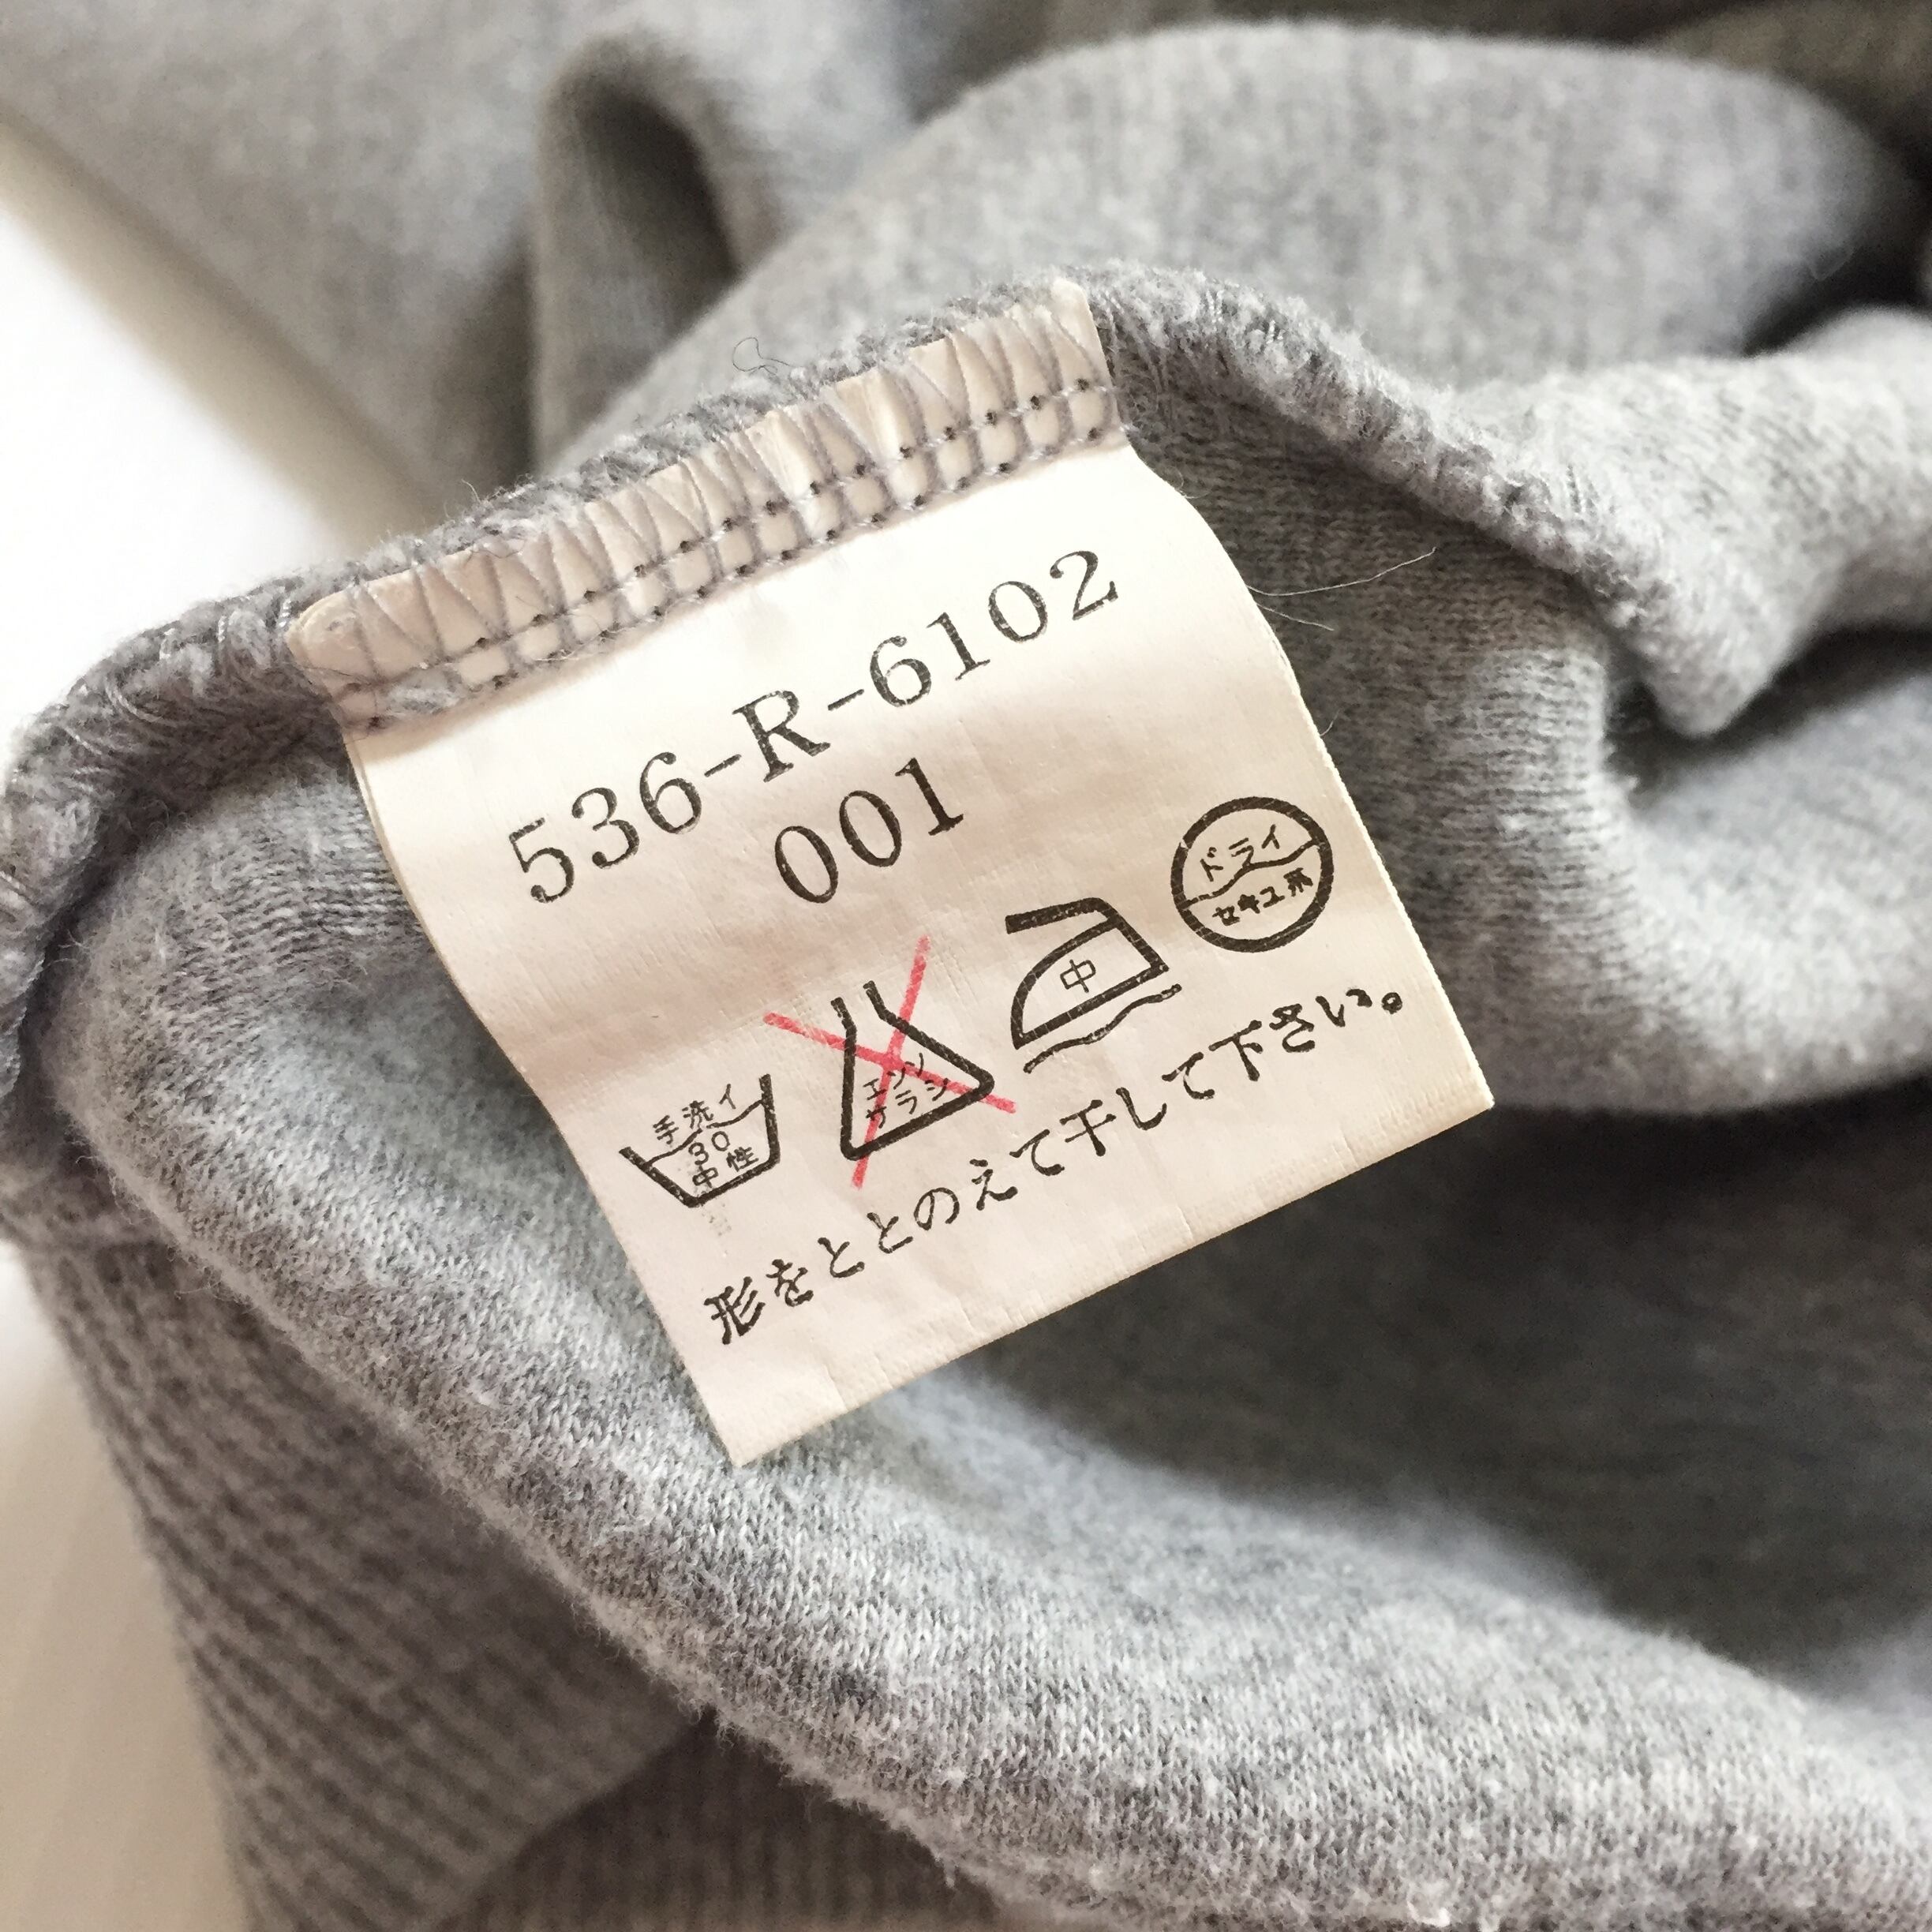 536-R-6102
001
手洗イ
30
中性
エンソ
サラシ
中
ドライ
セキユ系
形をととのえて干して下さい。